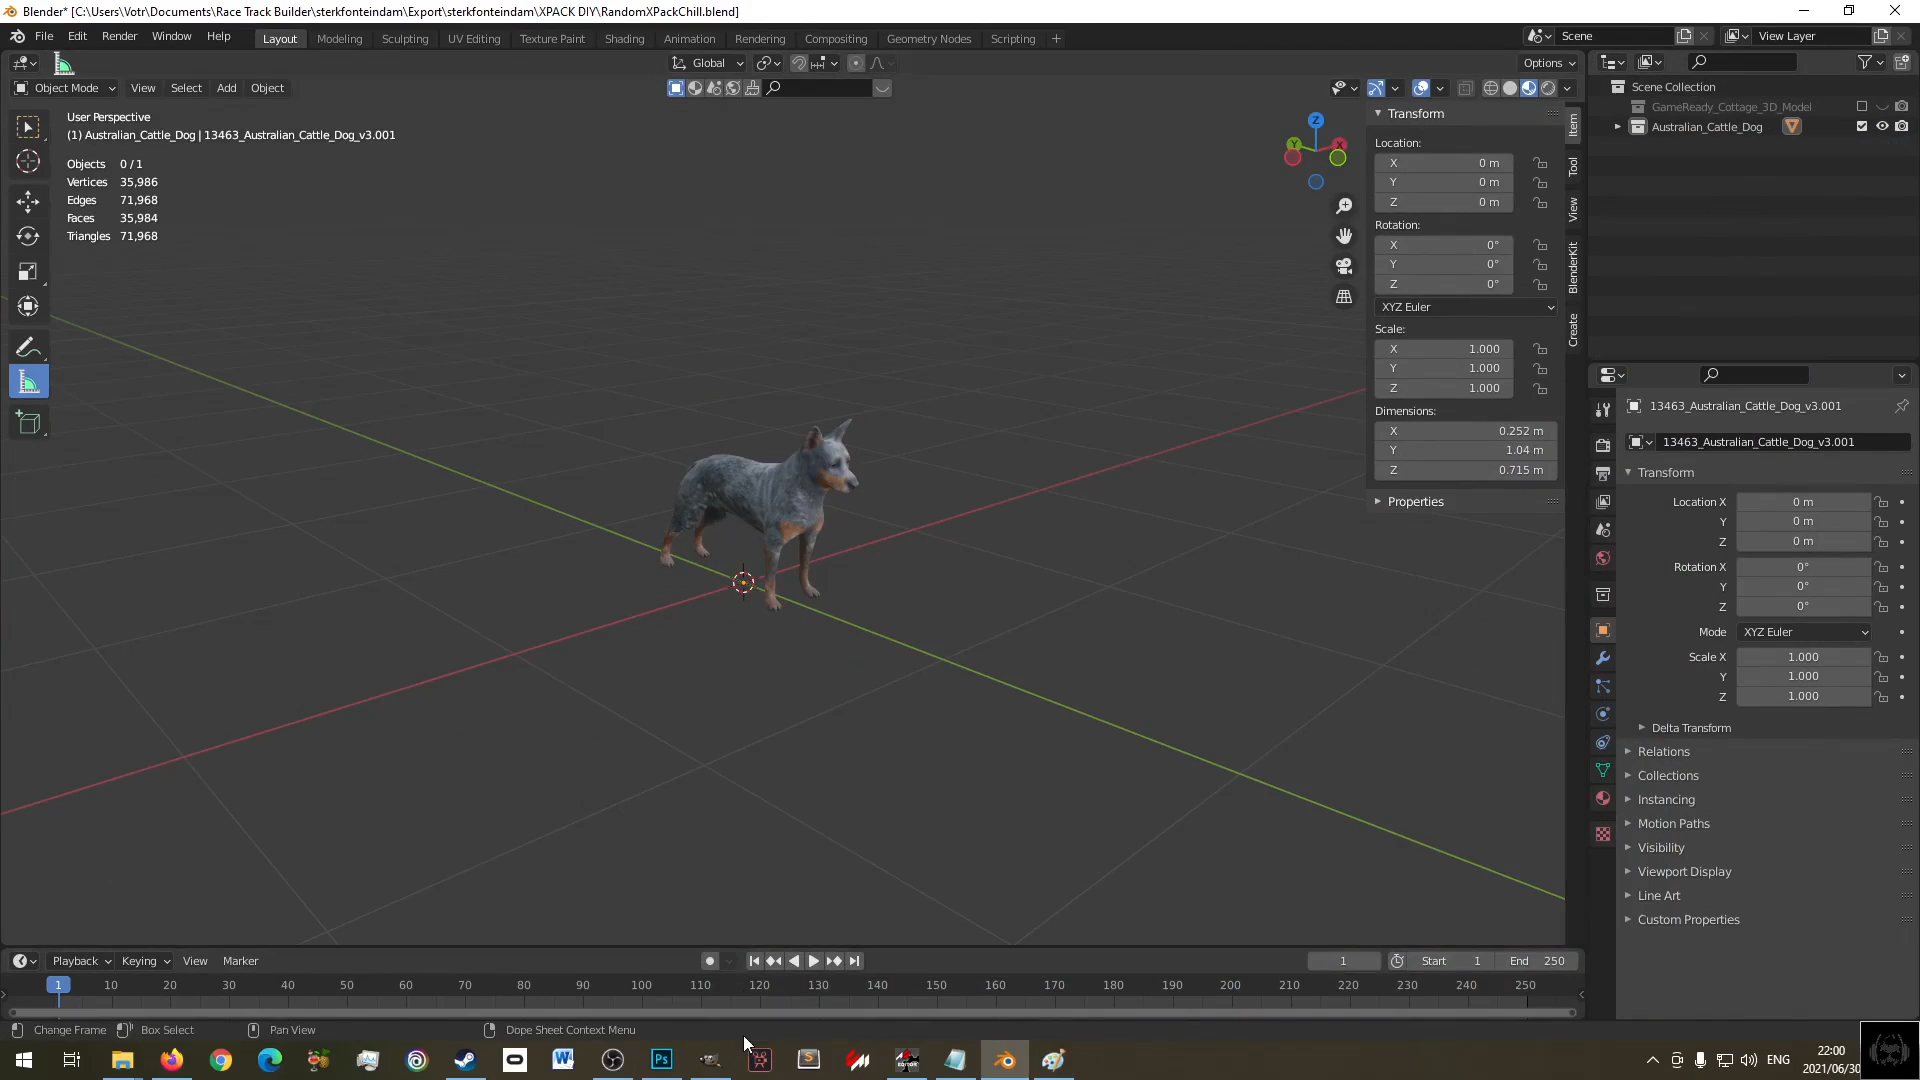 Blender* [C:\Users\Votr\Documents\Race Track Builder\sterkfonteindam\Export\sterkfonteindam\XPACK DIY\RandomXPackChill.blend]
File Edit Render Window Help Layout Modeling Sculpting UV Editing Texture Paint Shading Animation Rendering Compositing Geometry Nodes Scripting + Scene View Layer
Global Options
Object Mode View Select Add Object
Scene Collection
GameReady_Cottage_3D_Model
Australian_Cattle_Dog
User Perspective
(1) Australian_Cattle_Dog | 13463_Australian_Cattle_Dog_v3.001
Objects 0 / 1
Vertices 35,986
Edges 71,968
Faces 35,984
Triangles 71,968
Z
Y
X
Transform
Location:
X 0 m
Y 0 m
Z 0 m
Rotation:
X 0°
Y 0°
Z 0°
XYZ Euler
Scale:
X 1.000
Y 1.000
Z 1.000
Dimensions:
X 0.252 m
Y 1.04 m
Z 0.715 m
Properties
Item
Tool
View
BlenderKit
Create
13463_Australian_Cattle_Dog_v3.001
13463_Australian_Cattle_Dog_v3.001
Transform
Location X 0 m
Y 0 m
Z 0 m
Rotation X 0°
Y 0°
Z 0°
Mode XYZ Euler
Scale X 1.000
Y 1.000
Z 1.000
Delta Transform
Relations
Collections
Instancing
Motion Paths
Visibility
Viewport Display
Line Art
Custom Properties
Playback Keying View Marker 1 Start 1 End 250
1 10 20 30 40 50 60 70 80 90 100 110 120 130 140 150 160 170 180 190 200 210 220 230 240 250
Change Frame Box Select Pan View Dope Sheet Context Menu
Ps
ENG
22:00
2021/06/30